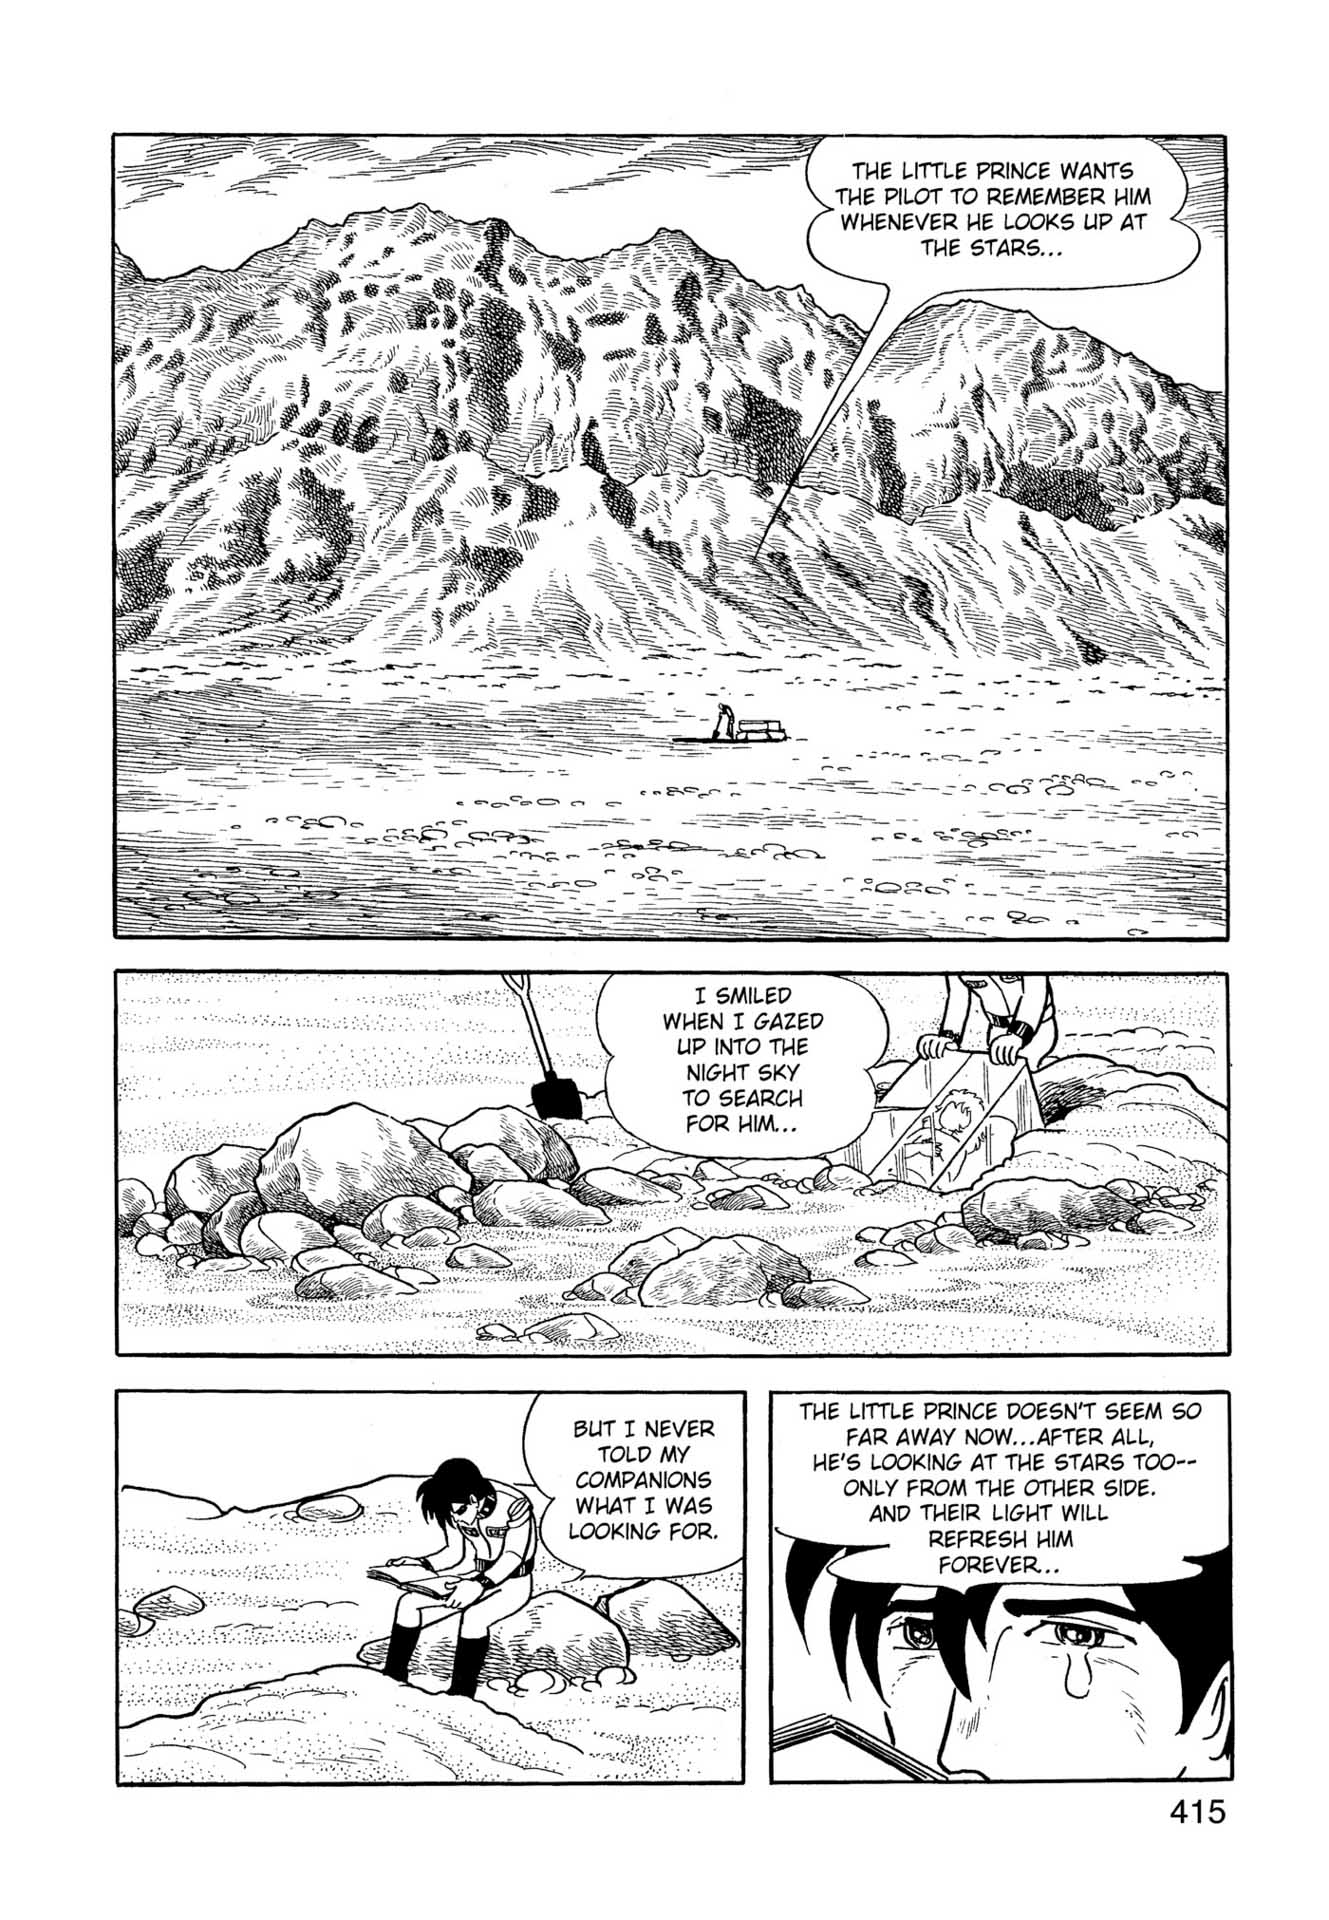 THE LITTLE PRINCE WANTS
THE PILOT TO REMEMBER HIM
WHENEVER HE LOOKS UP AT
THE STARS...
I SMILED
WHEN I GAZED
UP INTO THE
NIGHT SKY
TO SEARCH
FOR HIM...
BUT I NEVER
TOLD MY
COMPANIONS
WHAT I WAS
LOOKING FOR.
THE LITTLE PRINCE DOESN'T SEEM SO
FAR AWAY NOW...AFTER ALL,
HE'S LOOKING AT THE STARS TOO--
ONLY FROM THE OTHER SIDE.
AND THEIR LIGHT WILL
REFRESH HIM
FOREVER...
415